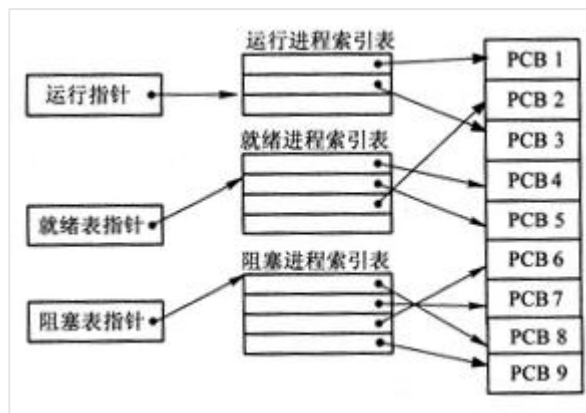 运行进程索引表
运行指针
就绪进程索引表
就绪表指针
阻塞进程索引表
阻塞表指针
PCB 1
PCB 2
PCB 3
PCB 4
PCB 5
PCB 6
PCB 7
PCB 8
PCB 9